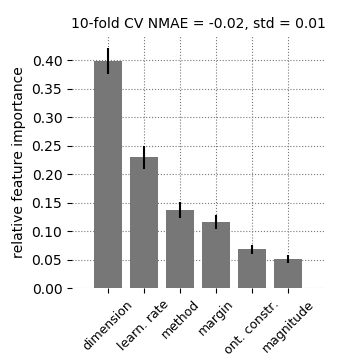 10-fold CV NMAE = -0.02, std = 0.01
relative feature importance
0.40
0.35
0.30
0.25
0.20
0.15
0.10
0.05
0.00
dimension
learn. rate
method
margin
ont. constr.
magnitude